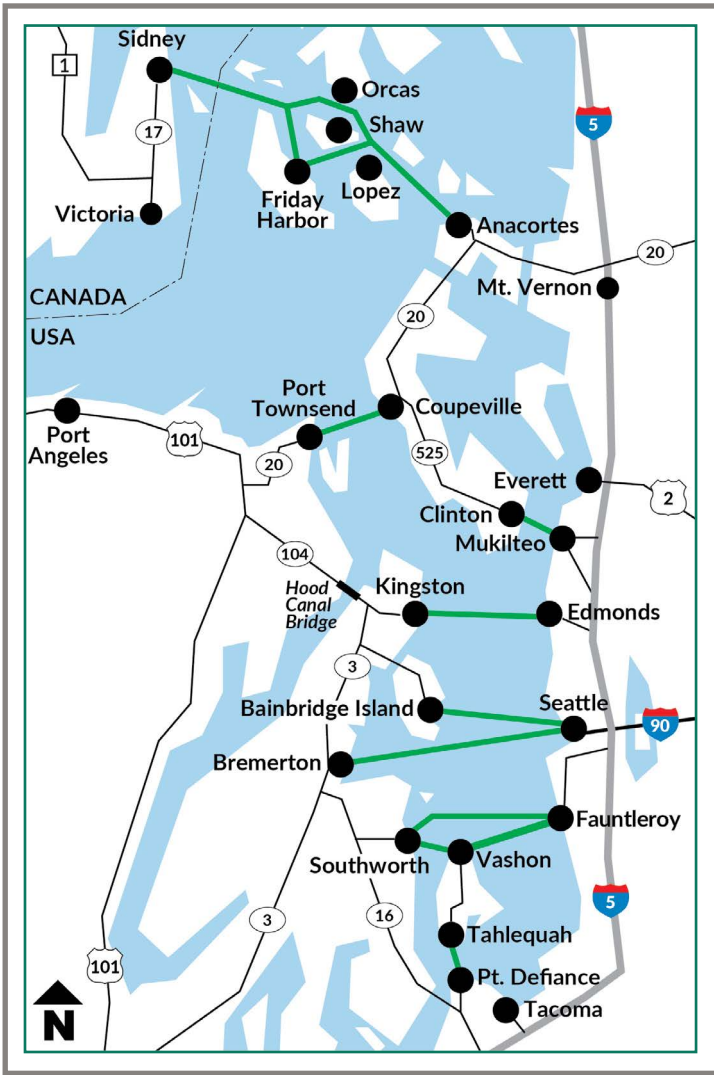 Sidney
1
Orcas
5
17
Shaw
Friday
Harbor
Lopez
Victoria
Anacortes
20
CANADA
Mt. Vernon
USA
20
Port
Townsend
Coupeville
Port
Angeles
101
20
525
Everett
2
Clinton
Mukilteo
104
Hood
Canal
Bridge
Kingston
Edmonds
3
Bainbridge Island
Seattle
90
Bremerton
Fauntleroy
Southworth
Vashon
5
3
16
Tahlequah
101
Pt. Defiance
Tacoma
N